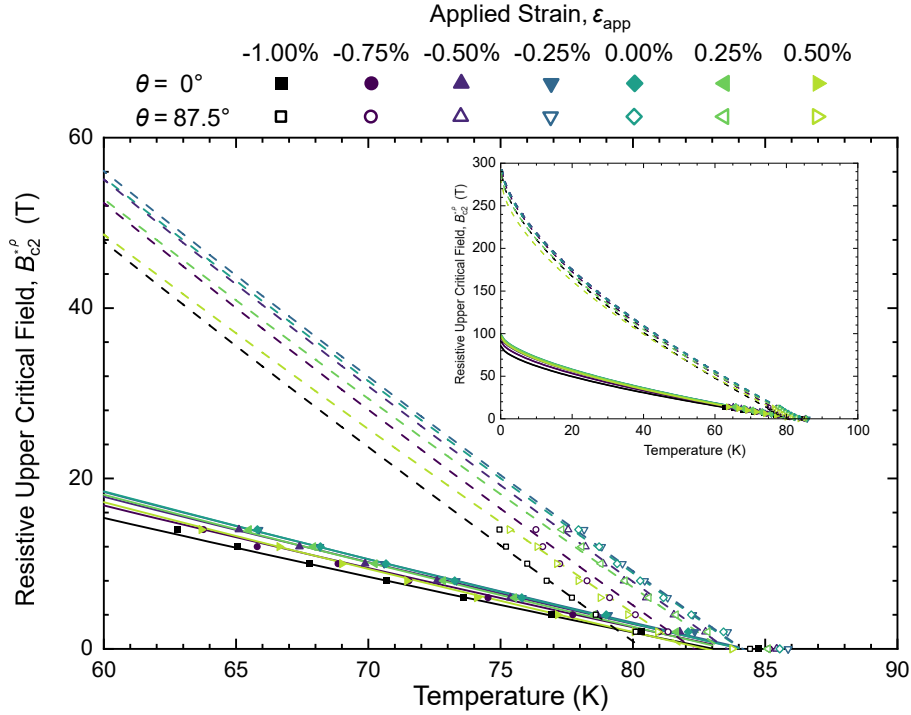 Applied Strain, εapp
-1.00% -0.75% -0.50% -0.25% 0.00% 0.25% 0.50%
θ = 0°
θ = 87.5°
60
40
20
0
60 65 70 75 80 85 90
Temperature (K)
Resistive Upper Critical Field, B*ρc2 (T)
300
250
200
150
100
50
0
0 20 40 60 80 100
Temperature (K)
Resistive Upper Critical Field, B*ρc2 (T)